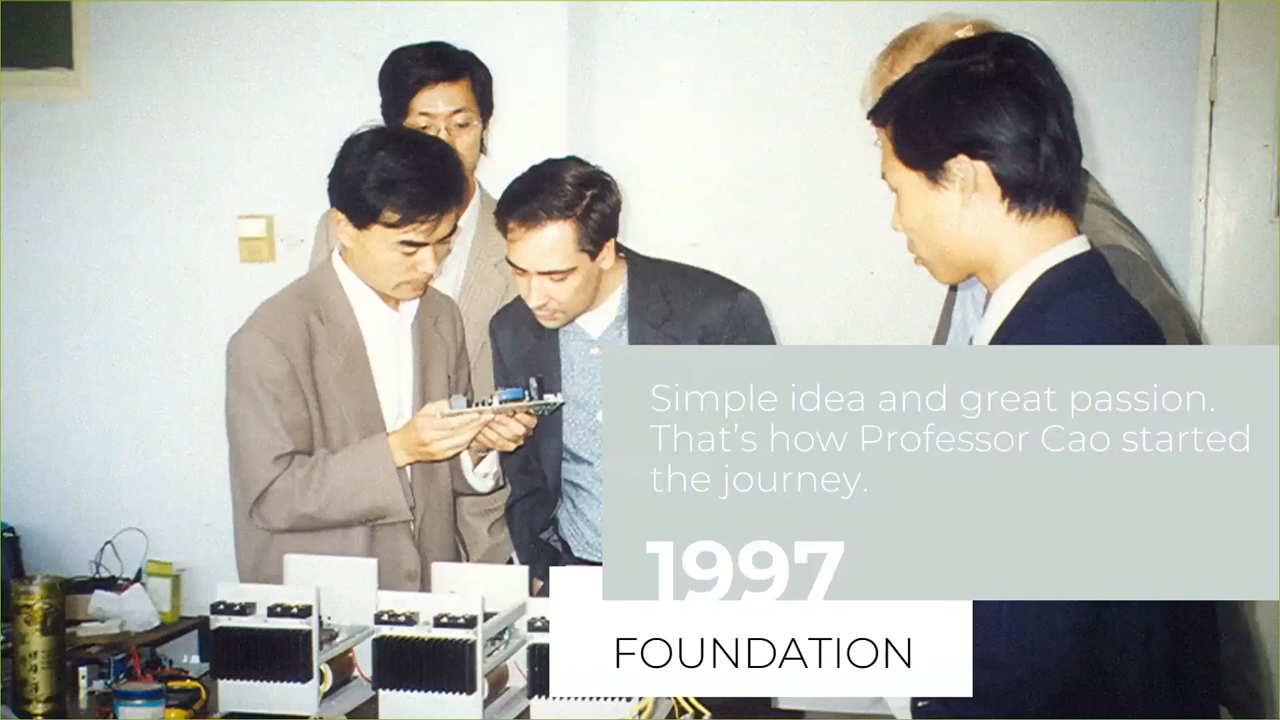 Simple idea and great passion.
That's how Professor Cao started
the journey.
1997
FOUNDATION